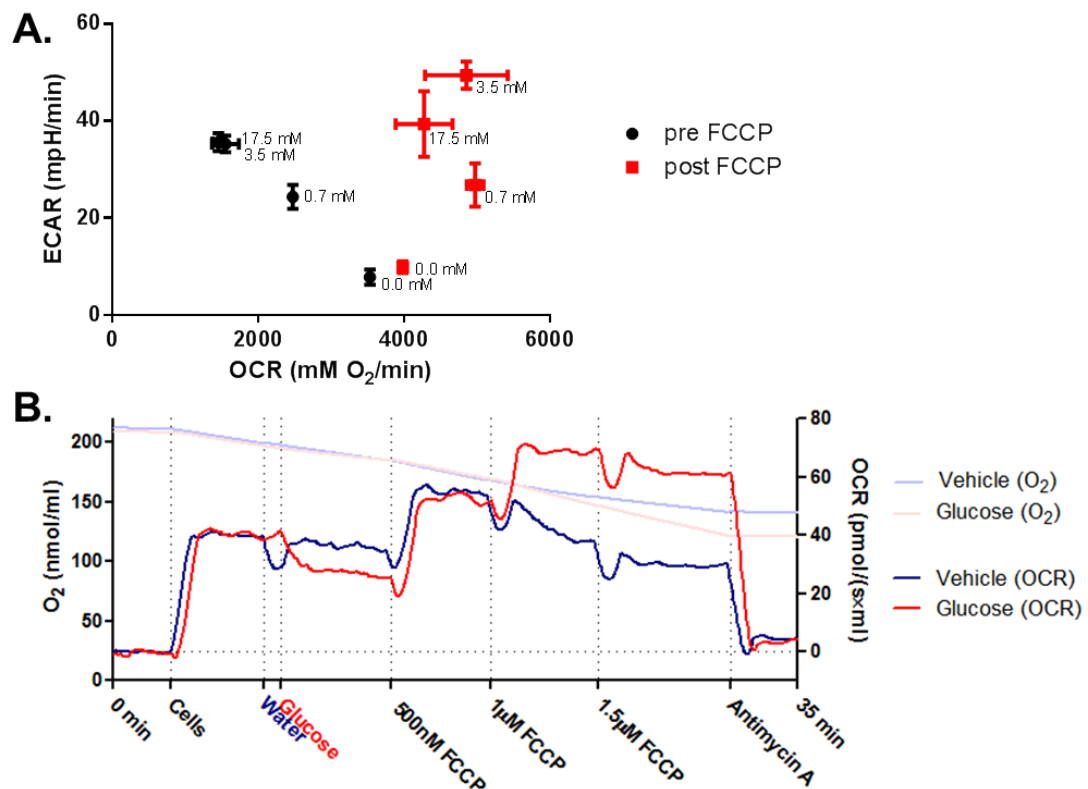 A.
60
40
20
0
ECAR (mpH/min)
17.5 mM
3.5 mM
0.7 mM
0.0 mM
3.5 mM
17.5 mM
0.7 mM
0.0 mM
0
2000
4000
6000
OCR (mM O₂/min)
pre FCCP
post FCCP
B.
200
150
100
50
0
O₂ (nmol/ml)
80
60
40
20
0
OCR (pmol/(s×ml)
0 min
Cells
Water
Glucose
500nM FCCP
1µM FCCP
1.5µM FCCP
Antimycin A
35 min
Vehicle (O₂)
Glucose (O₂)
Vehicle (OCR)
Glucose (OCR)